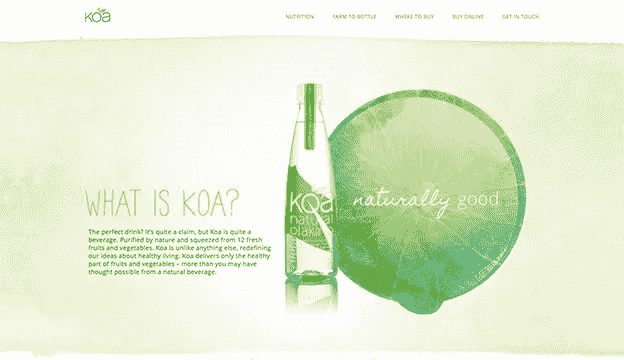 koa
NUTRITION FARM TO BOTTLE WHERE TO BUY BUY ONLINE GET IN TOUCH
WHAT IS KOA?
The perfect drink? It's quite a claim, but Koa is quite a
beverage. Purified by nature and squeezed from 12 fresh
fruits and vegetables. Koa is unlike anything else, redefining
our ideas about healthy living. Koa delivers only the healthy
part of fruits and vegetables – more than you may have
thought possible from a natural beverage.
koa
natural
naturally good